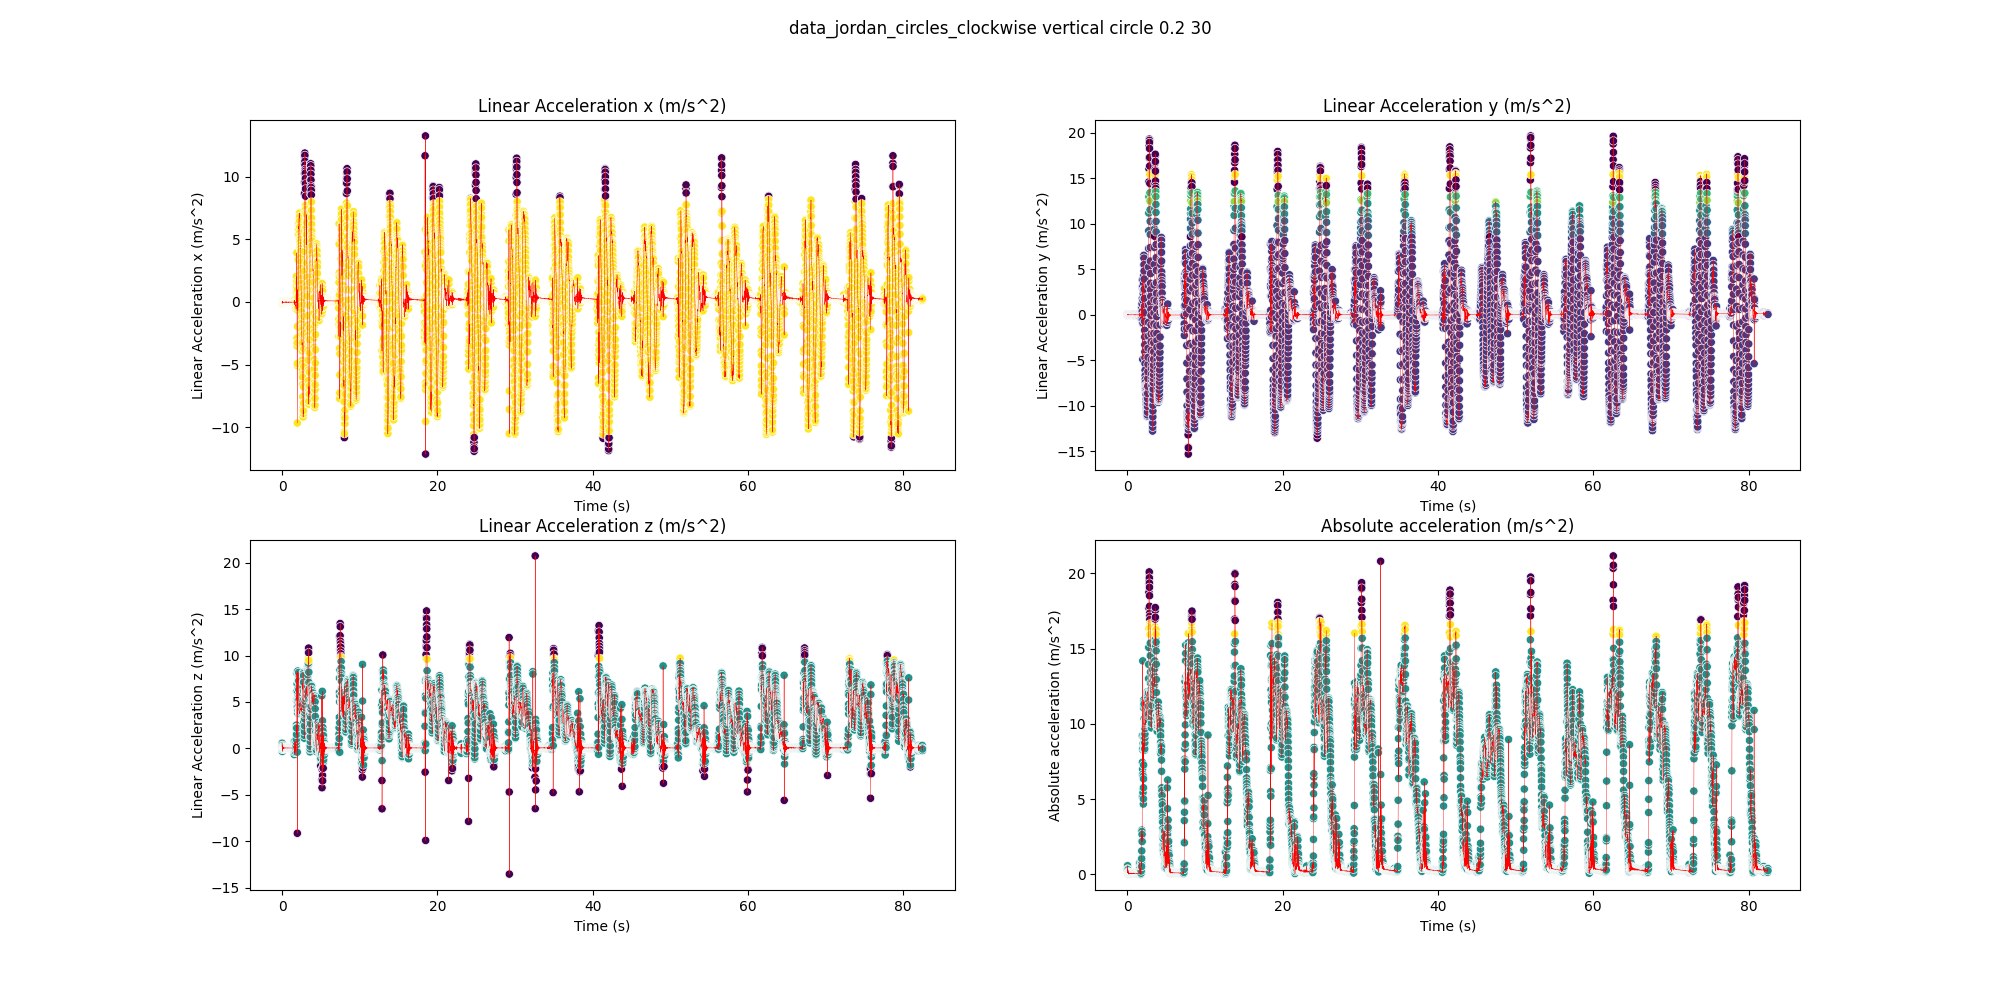 data_jordan_circles_clockwise vertical circle 0.2 30
Linear Acceleration x (m/s^2)
Linear Acceleration x (m/s^2)
10
5
0
−5
−10
0 20 40 60 80
Time (s)
Linear Acceleration y (m/s^2)
Linear Acceleration y (m/s^2)
20
15
10
5
0
−5
−10
−15
0 20 40 60 80
Time (s)
Linear Acceleration z (m/s^2)
Linear Acceleration z (m/s^2)
20
15
10
5
0
−5
−10
−15
0 20 40 60 80
Time (s)
Absolute acceleration (m/s^2)
Absolute acceleration (m/s^2)
20
15
10
5
0
0 20 40 60 80
Time (s)